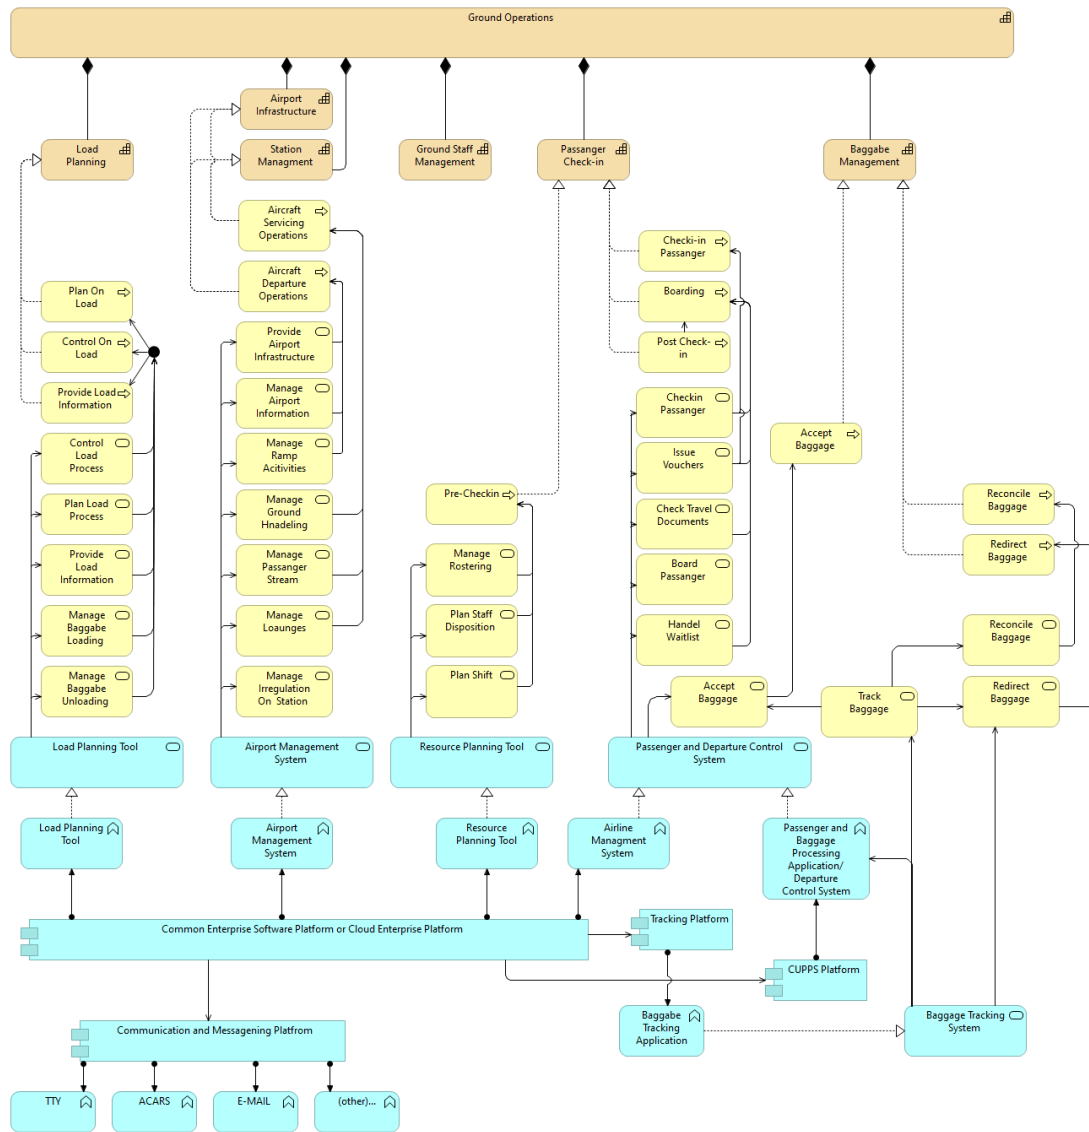 Ground Operations
Airport
Infrastructure
Load
Planning
Station
Managment
Ground Staff
Management
Passanger
Check-in
Baggabe
Management
Aircraft
Servicing
Operations
Aircraft
Departure
Operations
Checki-in
Passanger
Plan On
Load
Boarding
Control On
Load
Provide
Airport
Infrastructure
Post Check-
in
Provide Load
Information
Manage
Airport
Information
Checkin
Passanger
Control
Load
Process
Manage
Ramp
Acitivities
Issue
Vouchers
Accept
Baggage
Plan Load
Process
Manage
Ground
Hnadeling
Pre-Checkin
Check Travel
Documents
Reconcile
Baggage
Provide
Load
Information
Manage
Passanger
Stream
Manage
Rostering
Board
Passanger
Redirect
Baggage
Manage
Baggabe
Loading
Manage
Loaunges
Plan Staff
Disposition
Handel
Waitlist
Reconcile
Baggage
Manage
Baggabe
Unloading
Manage
Irregulation
On  Station
Plan Shift
Accept
Baggage
Track
Baggage
Redirect
Baggage
Load Planning Tool
Airport Management
System
Resource Planning Tool
Passenger and Departure Control
System
Load Planning
Tool
Airport
Management
System
Resource
Planning Tool
Airline
Managment
System
Passenger and
Baggage
Processing
Application/
Departure
Control System
Common Enterprise Software Platform or Cloud Enterprise Platform
Tracking Platform
CUPPS Platform
Communication and Messagening Platfrom
Baggabe
Tracking
Application
Baggage Tracking
System
TTY
ACARS
E-MAIL
(other)...